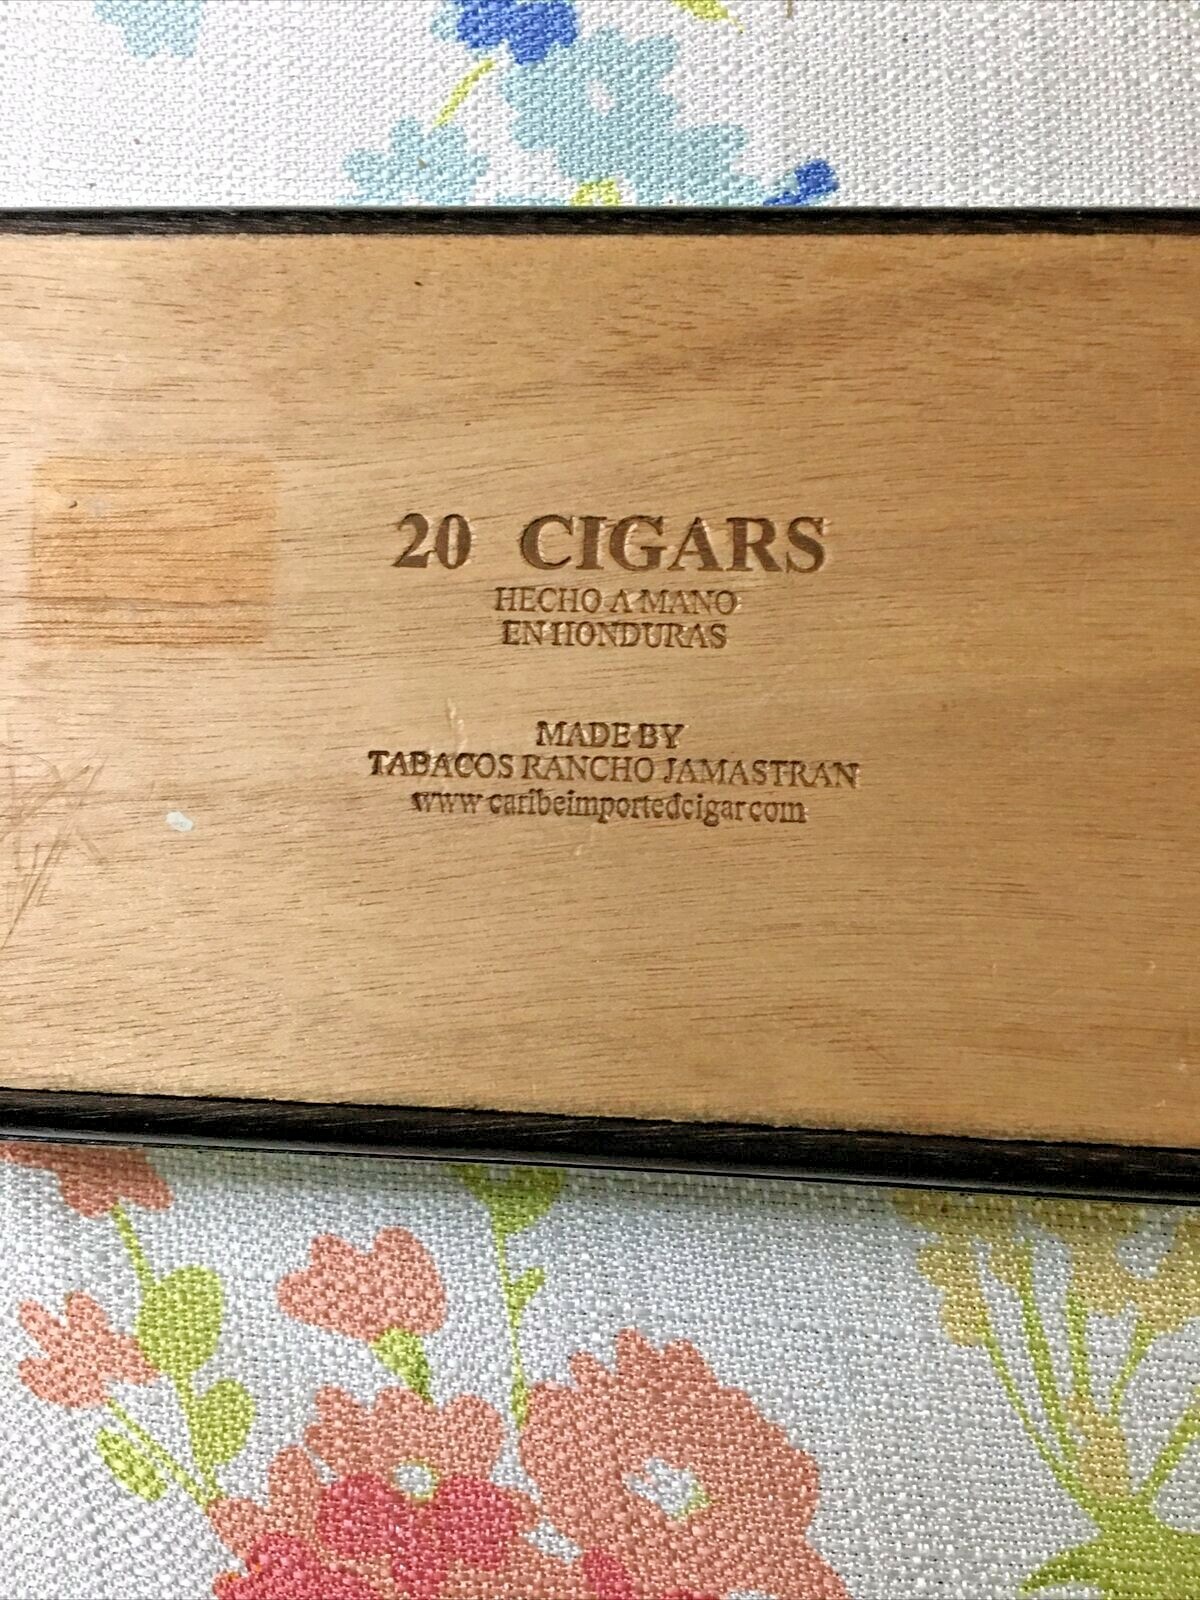 20 CIGARS
HECHO A MANO
EN HONDURAS
MADE BY
TABACOS RANCHO JAMASTRAN
www.caribeimportedcigar.com